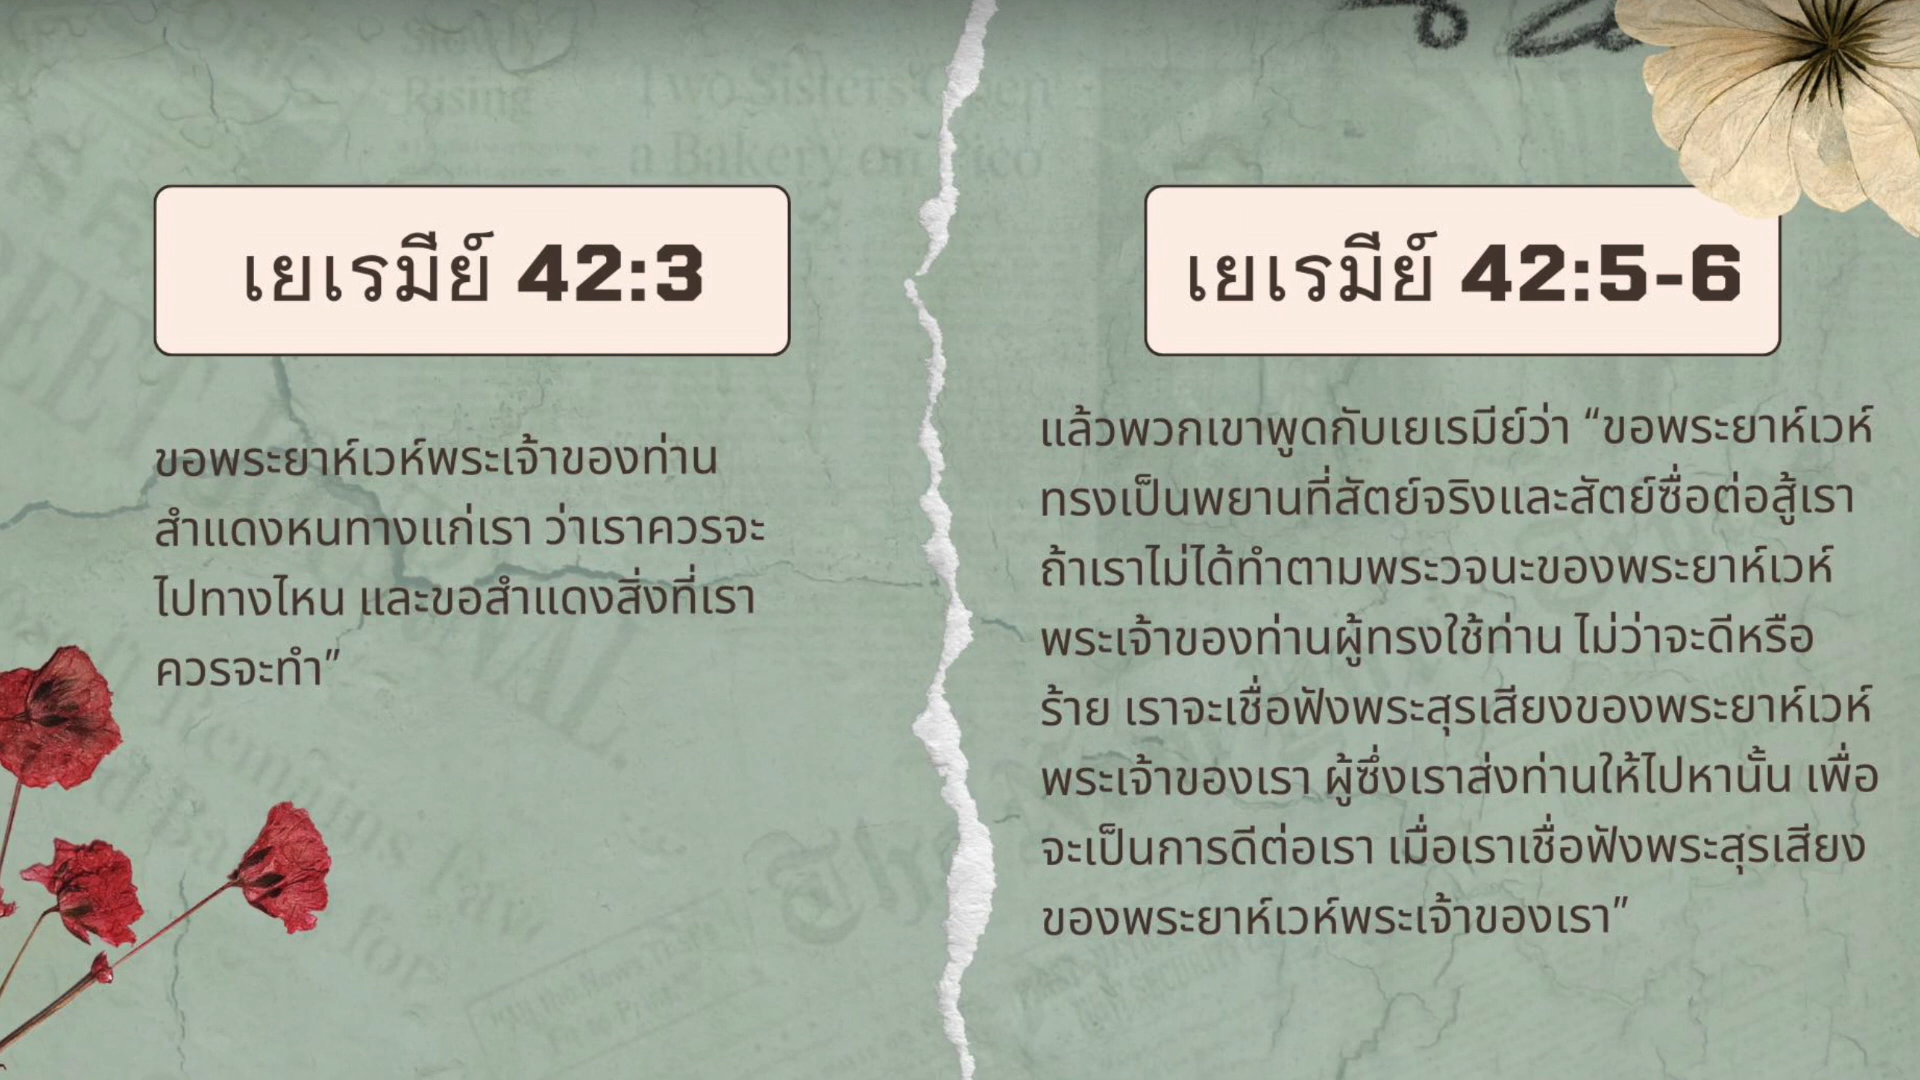 เยเรมีย์ 42:3
ขอพระยาห์เวห์พระเจ้าของท่าน
สำแดงหนทางแก่เรา ว่าเราควรจะ
ไปทางไหน และขอสำแดงสิ่งที่เรา
ควรจะทำ”
เยเรมีย์ 42:5-6
แล้วพวกเขาพูดกับเยเรมีย์ว่า “ขอพระยาห์เวห์
ทรงเป็นพยานที่สัตย์จริงและสัตย์ซื่อต่อสู้เรา
ถ้าเราไม่ได้ทำตามพระวจนะของพระยาห์เวห์
พระเจ้าของท่านผู้ทรงใช้ท่าน ไม่ว่าจะดีหรือ
ร้าย เราจะเชื่อฟังพระสุรเสียงของพระยาห์เวห์
พระเจ้าของเรา ผู้ซึ่งเราส่งท่านให้ไปหานั้น เพื่อ
จะเป็นการดีต่อเรา เมื่อเราเชื่อฟังพระสุรเสียง
ของพระยาห์เวห์พระเจ้าของเรา”
Slowly
Rising
Two Sisters Open
a Bakery on Pico